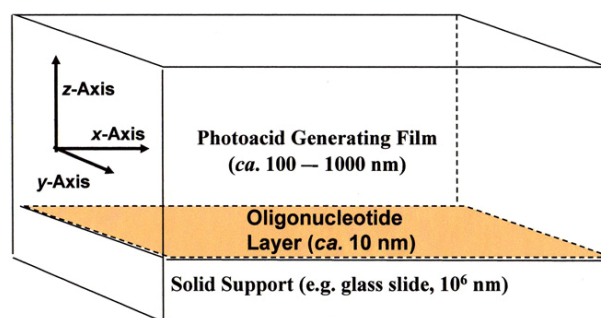 z-Axis
x-Axis
y-Axis
Photoacid Generating Film
(ca. 100 — 1000 nm)
Oligonucleotide
Layer (ca. 10 nm)
Solid Support (e.g. glass slide, 10⁶ nm)